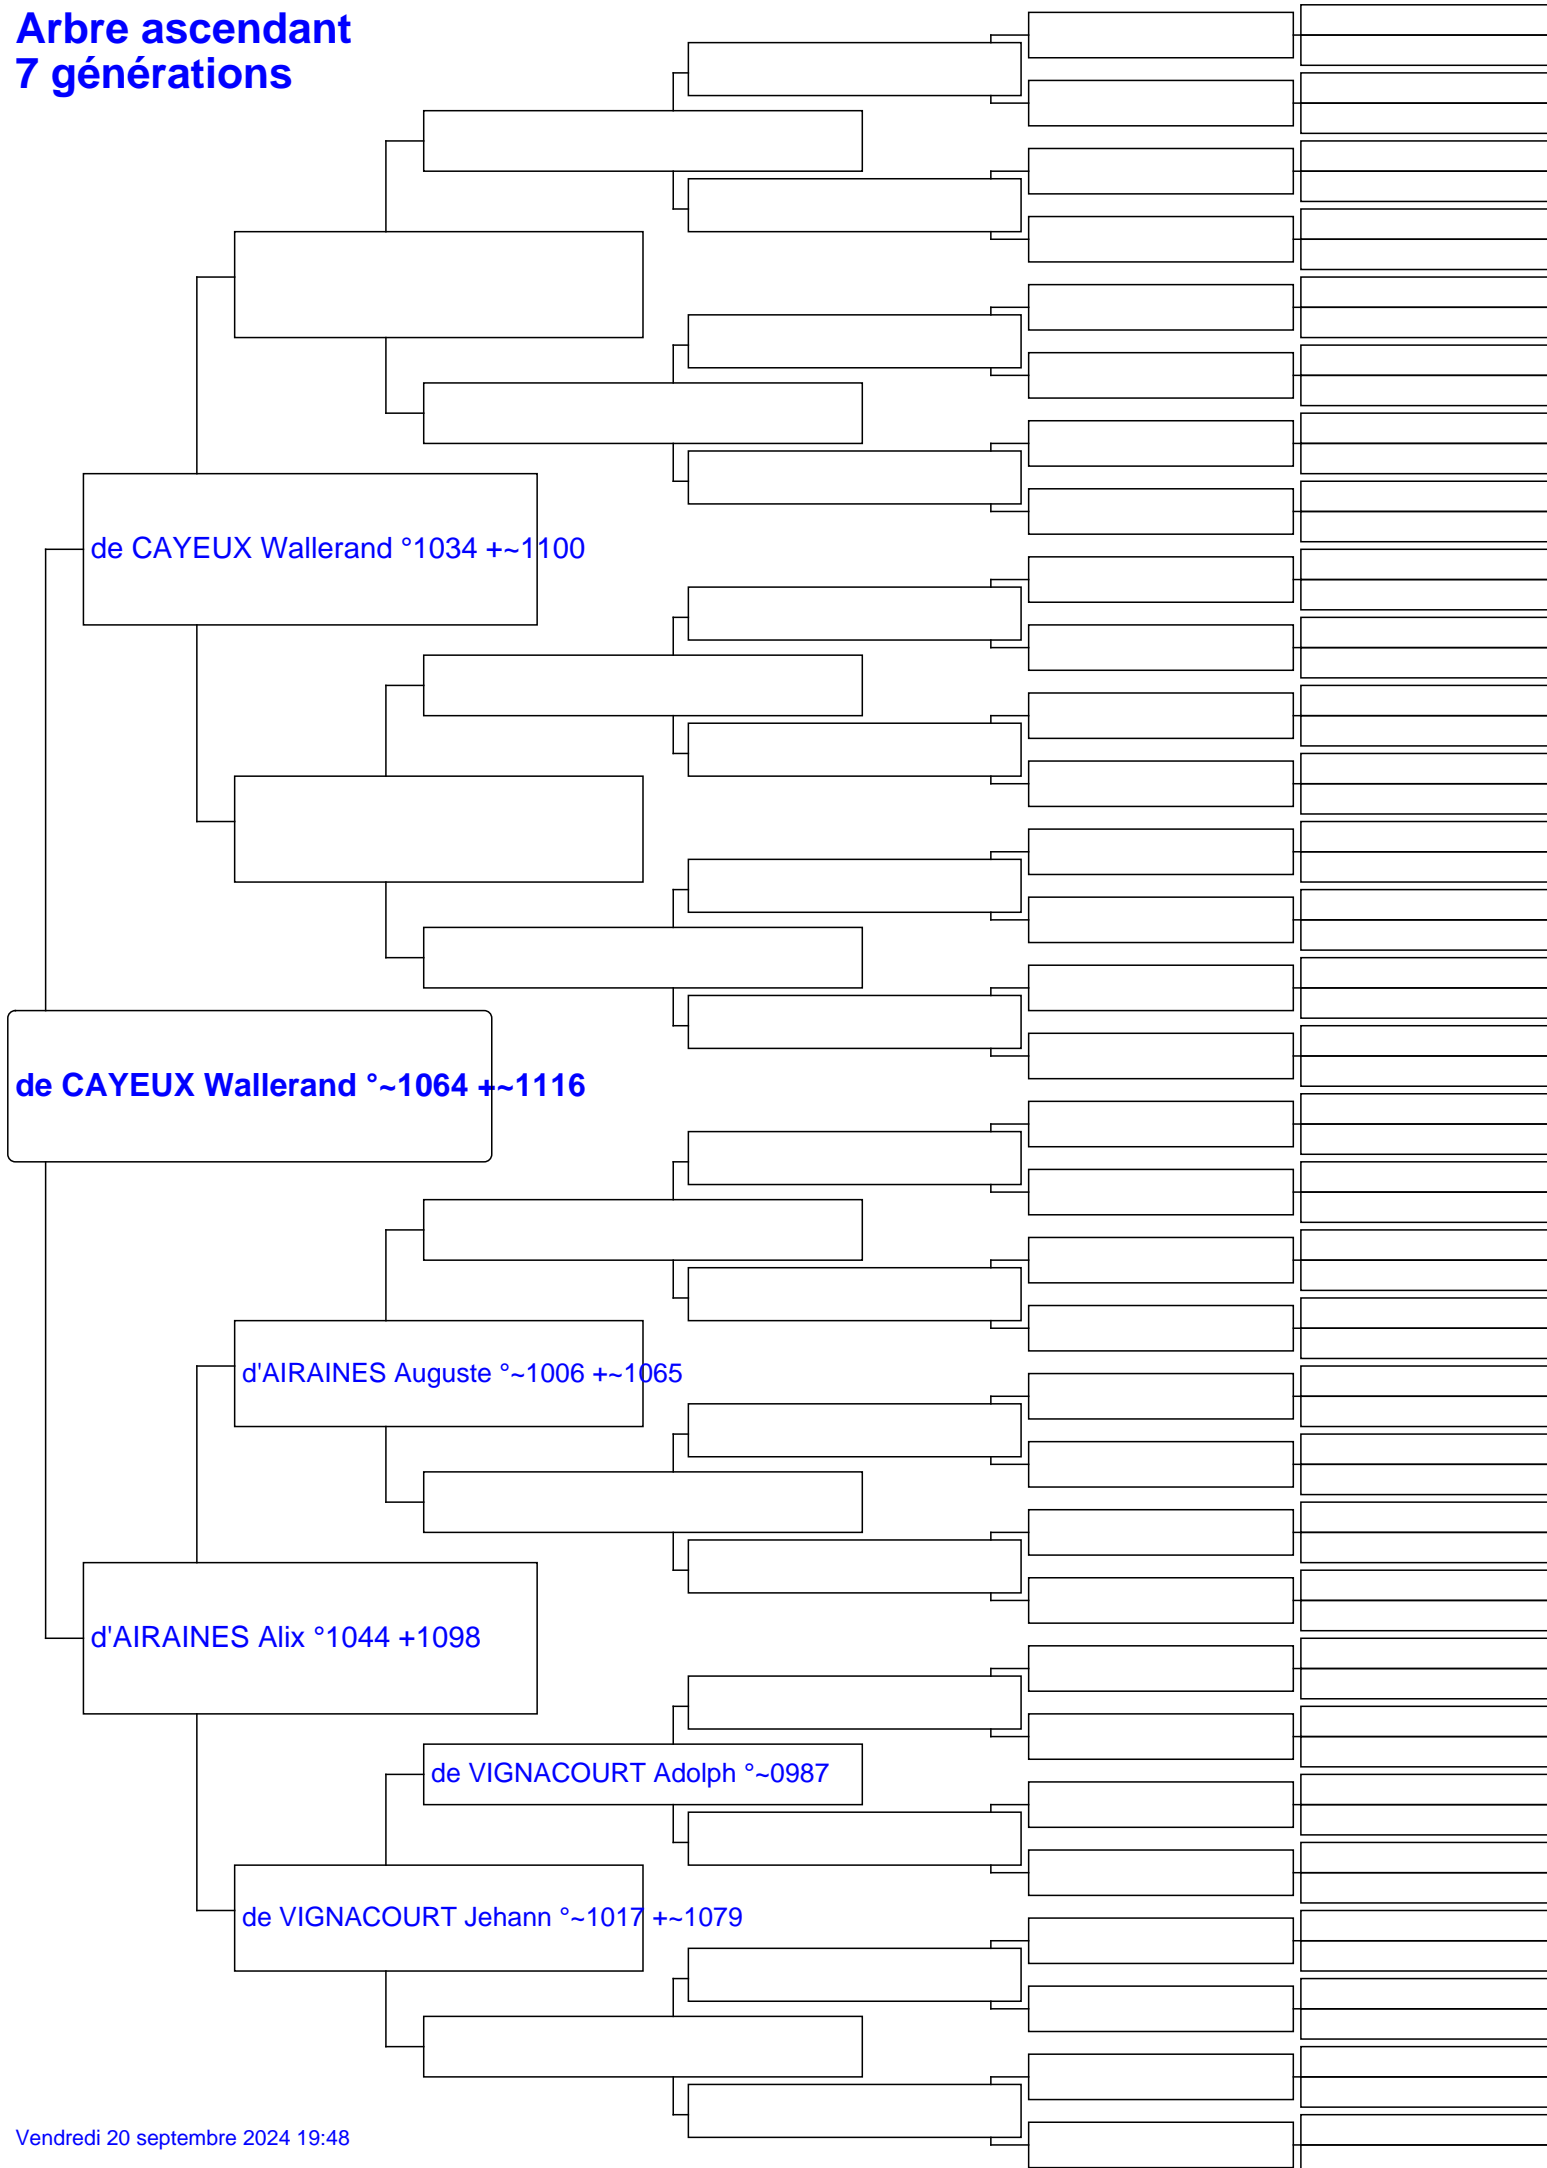 Arbre ascendant
7 générations
de CAYEUX Wallerand °1034 +~1100
de CAYEUX Wallerand °~1064 +~1116
d'AIRAINES Auguste °~1006 +~1065
d'AIRAINES Alix °1044 +1098
de VIGNACOURT Adolph °~0987
de VIGNACOURT Jehann °~1017 +~1079
Vendredi 20 septembre 2024 19:48